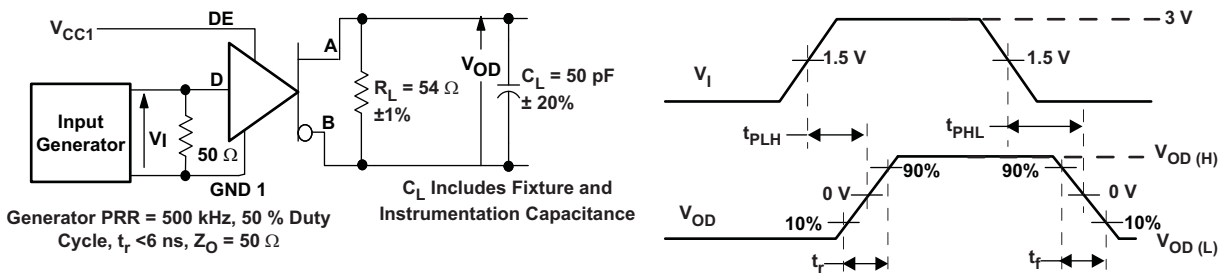 V_CC1
DE
D
A
B
Input
Generator
V_I
50 Ω
GND 1
R_L = 54 Ω
±1%
V_OD
C_L = 50 pF
± 20%
Generator PRR = 500 kHz, 50 % Duty
Cycle, t_r <6 ns, Z_O = 50 Ω
C_L Includes Fixture and
Instrumentation Capacitance
3 V
V_I
1.5 V
1.5 V
t_PLH
t_PHL
V_OD (H)
90%
90%
0 V
0 V
V_OD
10%
10%
V_OD (L)
t_r
t_f